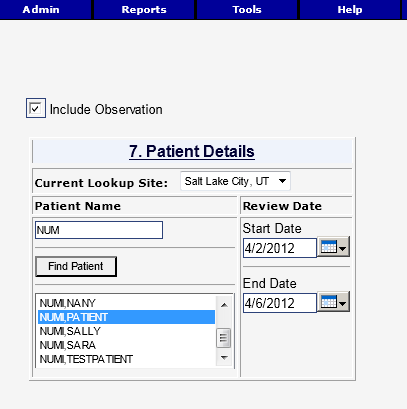 Admin Reports Tools Help
Include Observation
7. Patient Details
Current Lookup Site: Salt Lake City, UT
Patient Name Review Date
NUM
Start Date
4/2/2012
Find Patient
End Date
4/6/2012
NUMI,NANY
NUMI,PATIENT
NUMI,SALLY
NUMI,SARA
NUMI,TESTPATIENT